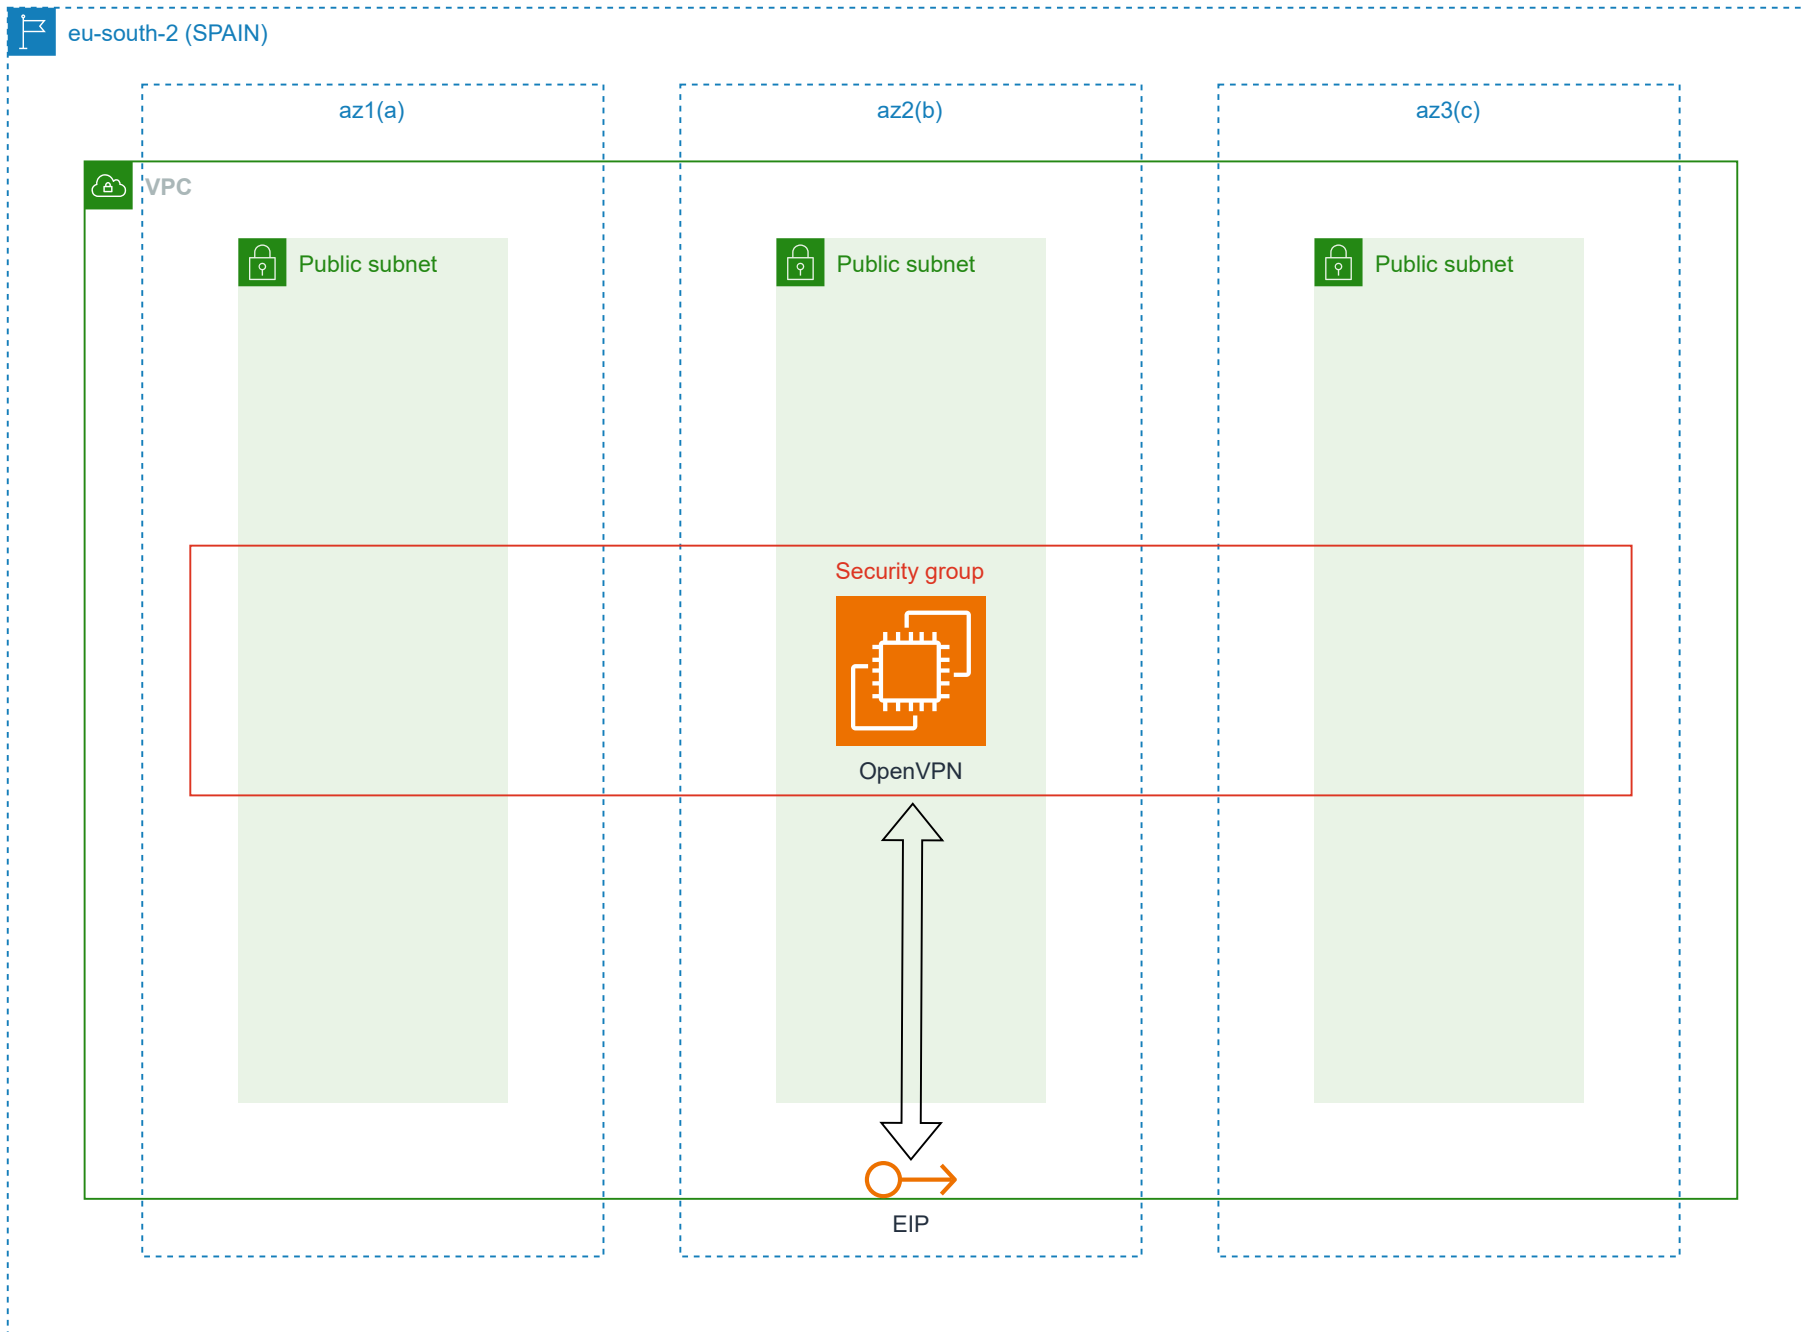 eu-south-2 (SPAIN)
az1(a)
az2(b)
az3(c)
VPC
Public subnet
Public subnet
Public subnet
Security group
OpenVPN
EIP